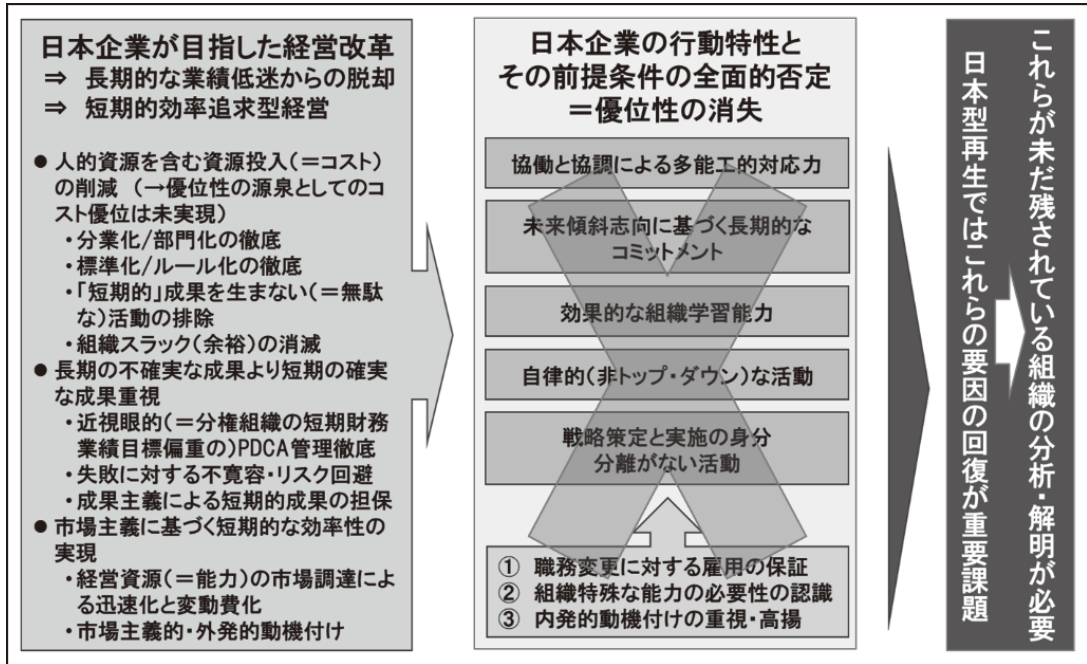 日本企業が目指した経営改革
⇒ 長期的な業績低迷からの脱却
⇒ 短期的効率追求型経営
● 人的資源を含む資源投入(=コスト)
の削減 (→優位性の源泉としてのコ
スト優位は未実現)
・分業化/部門化の徹底
・標準化/ルール化の徹底
・「短期的」成果を生まない(=無駄
な)活動の排除
・組織スラック(余裕)の消滅
● 長期の不確実な成果より短期の確実
な成果重視
・近視眼的(=分権組織の短期財務
業績目標偏重の)PDCA管理徹底
・失敗に対する不寛容・リスク回避
・成果主義による短期的成果の担保
● 市場主義に基づく短期的な効率性の
実現
・経営資源(=能力)の市場調達によ
る迅速化と変動費化
・市場主義的・外発的動機付け
日本企業の行動特性と
その前提条件の全面的否定
=優位性の消失
協働と協調による多能工的対応力
未来傾斜志向に基づく長期的な
コミットメント
効果的な組織学習能力
自律的(非トップ・ダウン)な活動
戦略策定と実施の身分
分離がない活動
① 職務変更に対する雇用の保証
② 組織特殊な能力の必要性の認識
③ 内発的動機付けの重視・高揚
日本型再生ではこれらの要因の回復が重要課題
これらが未だ残されている組織の分析・解明が必要